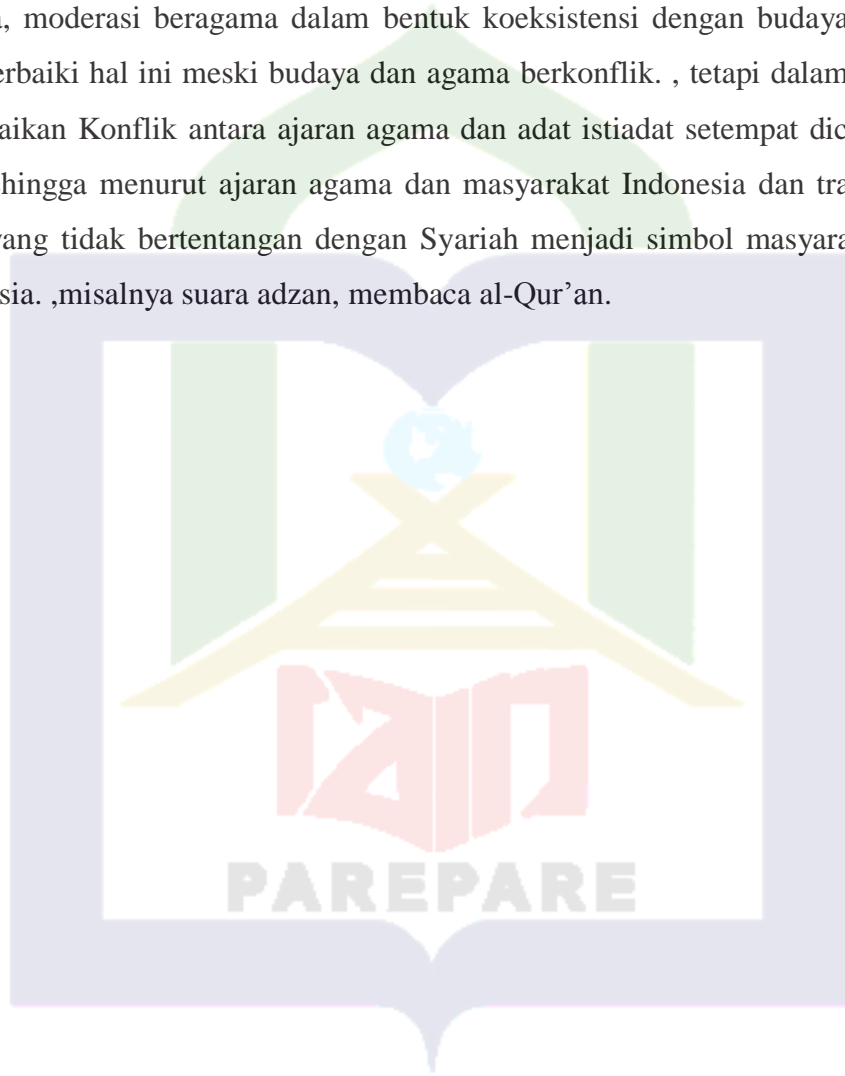 , moderasi beragama dalam bentuk koeksistensi dengan budaya
erbaiki hal ini meski budaya dan agama berkonflik. , tetapi dalam
aikan Konflik antara ajaran agama dan adat istiadat setempat dic
hingga menurut ajaran agama dan masyarakat Indonesia dan tra
yang tidak bertentangan dengan Syariah menjadi simbol masyara
sia. ,misalnya suara adzan, membaca al-Qur’an.
iain
PAREPARE